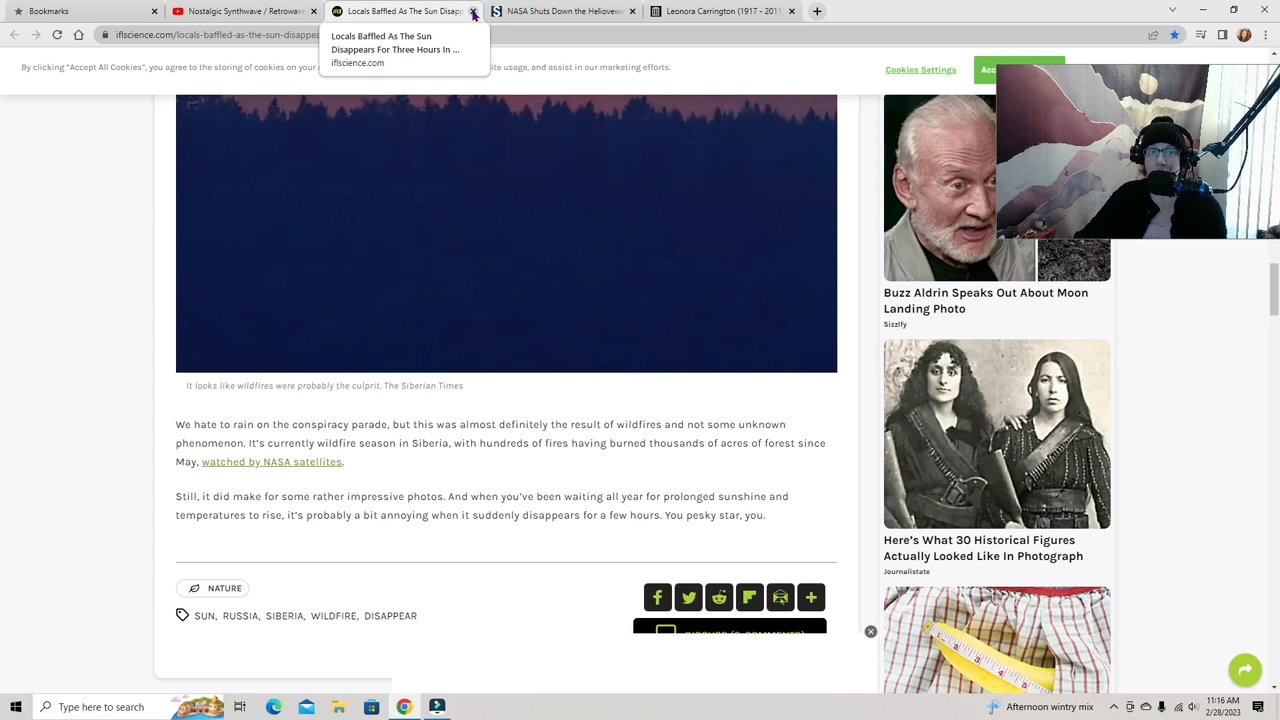 Nostalgic
Retrograde / Sirens
Locals Baffled As The Sun Disapp
NASA Shuts Down the Heliovew
Leonora Carrington
iflscience.com/locals-baffled-as-the-sun-disappe
Locals Baffled As The Sun
Disappears For Three Hours In ...
iflscience.com
By clicking “Accept All Cookies”, you agree to the storing of cookies on your
ite usage, and assist in our marketing efforts.
Cookies Settings
Acc
It looks like wildfires were probably the culprit. The Siberian Times
We hate to rain on the conspiracy parade, but this was almost definitely the result of wildfires and not some unknown
phenomenon. It’s currently wildfire season in Siberia, with hundreds of fires having burned thousands of acres of forest since
May, watched by NASA satellites.
Still, it did make for some rather impressive photos. And when you’ve been waiting all year for prolonged sunshine and
temperatures to rise, it’s probably a bit annoying when it suddenly disappears for a few hours. You pesky star, you.
NATURE
SUN, RUSSIA, SIBERIA, WILDFIRE, DISAPPEAR
Buzz Aldrin Speaks Out About Moon
Landing Photo
Sizzlfy
Here’s What 30 Historical Figures
Actually Looked Like In Photograph
Journalistate
Type here to search
Afternoon wintry mix
11:16 AM
2/28/2023